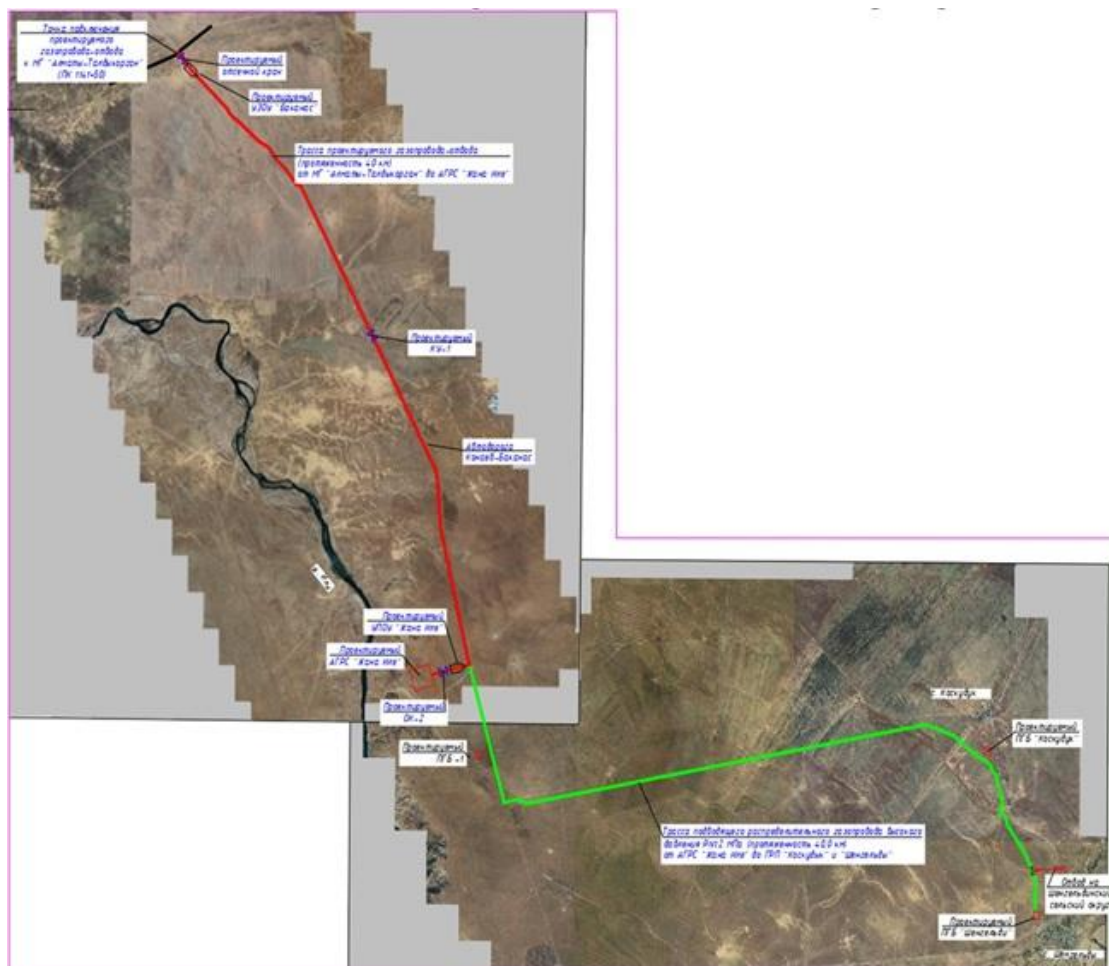 Точка подключения
проектируемого
газопровода-отвода
к МГ "Алматы-Талдыкорган"
Проектируемый
отсечной кран
Проектируемый
УЗОУ "Баканас"
Трасса проектируемого газопровода-отвода
(протяженность 40 км)
от МГ "Алматы-Талдыкорган" до АГРС "Жана Иле"
Проектируемый
КУ-1
Автодорога
Конаев-Баканас
Проектируемый
УПОУ "Жана Иле"
Проектируемый
АГРС "Жана Иле"
Проектируемый
ОК-2
с. Коскудук
Проектируемый
ПГБ "Коскудук"
Проектируемый
ПГБ-1
Трасса подводящего распределительного газопровода высокого
давления МПа (протяженность 40,0 км)
от АГРС "Жана Иле" до ГРП "Коскудук" и "Шенгельды"
Отвод на
Шенгельдинский
сельский округ
Проектируемый
ПГБ "Шенгельды"
Шенгельды